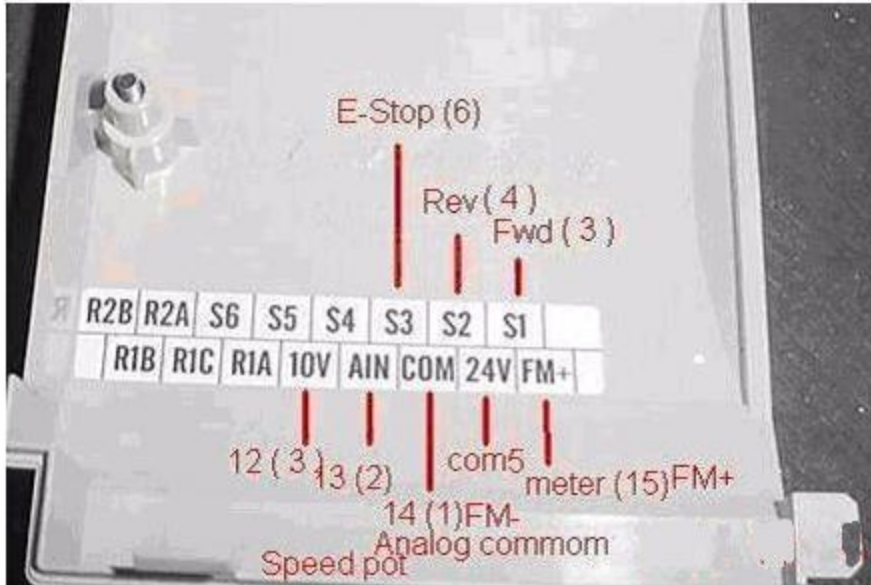 E-Stop (6)
Rev ( 4 )
Fwd ( 3 )
R2B R2A S6 S5 S4 S3 S2 S1
R1B R1C R1A 10V AIN COM 24V FM+
12 ( 3 )
13 (2)
com5
meter (15) FM+
14 (1) FM-
Analog commom
Speed pot